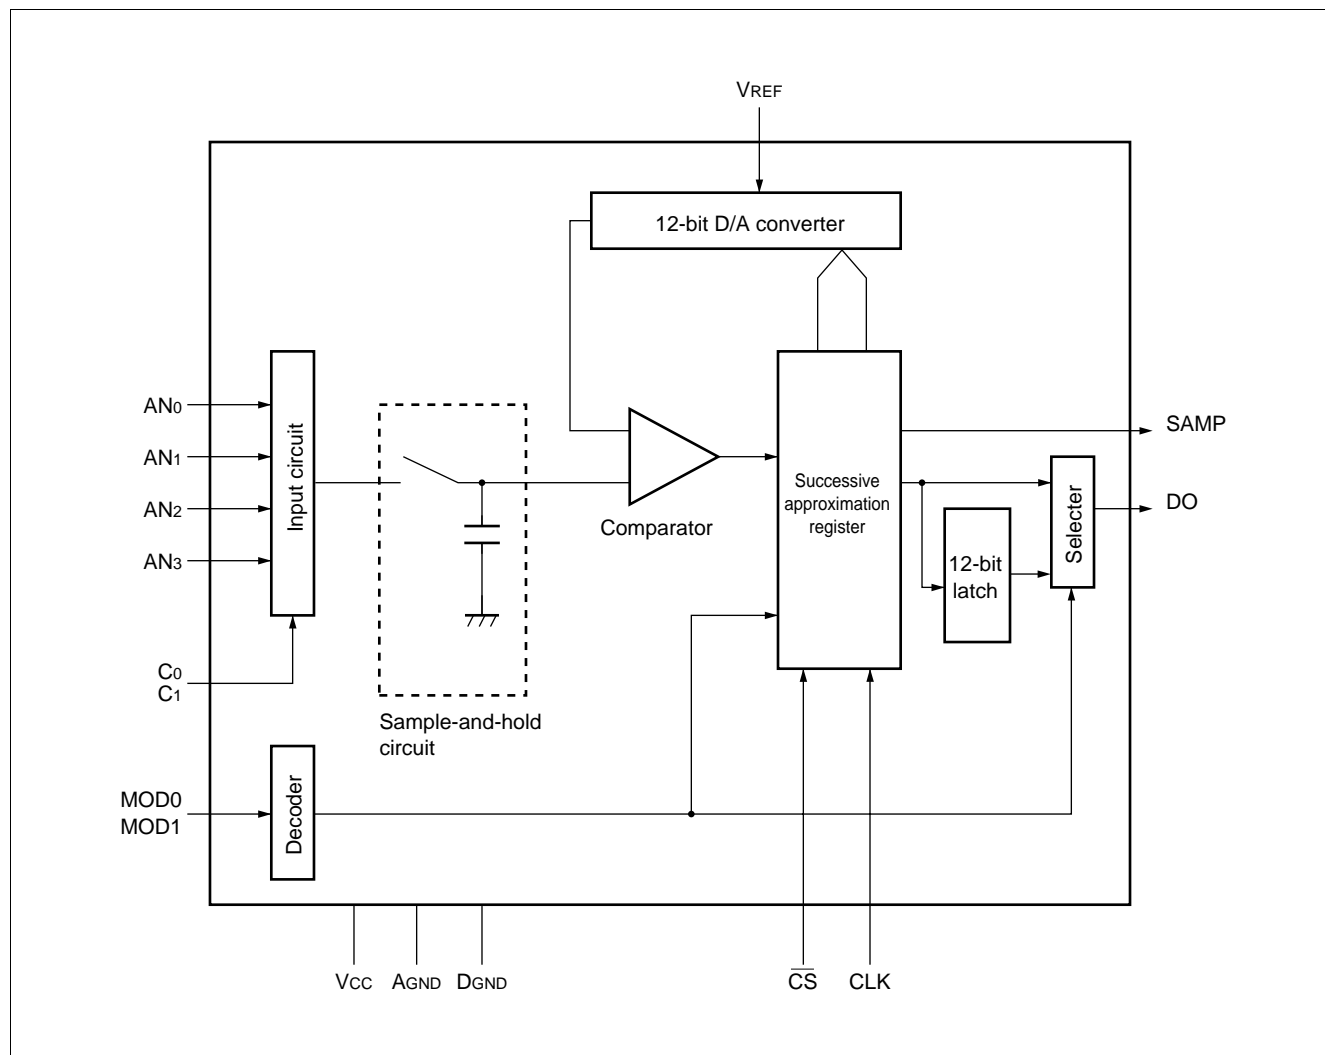 VREF
12-bit D/A converter
AN0
AN1
AN2
AN3
Input circuit
Comparator
Successive
approximation
register
SAMP
DO
Selecter
12-bit
latch
C0
C1
Sample-and-hold
circuit
MOD0
MOD1
Decoder
VCC
AGND
DGND
C̅S̅
CLK